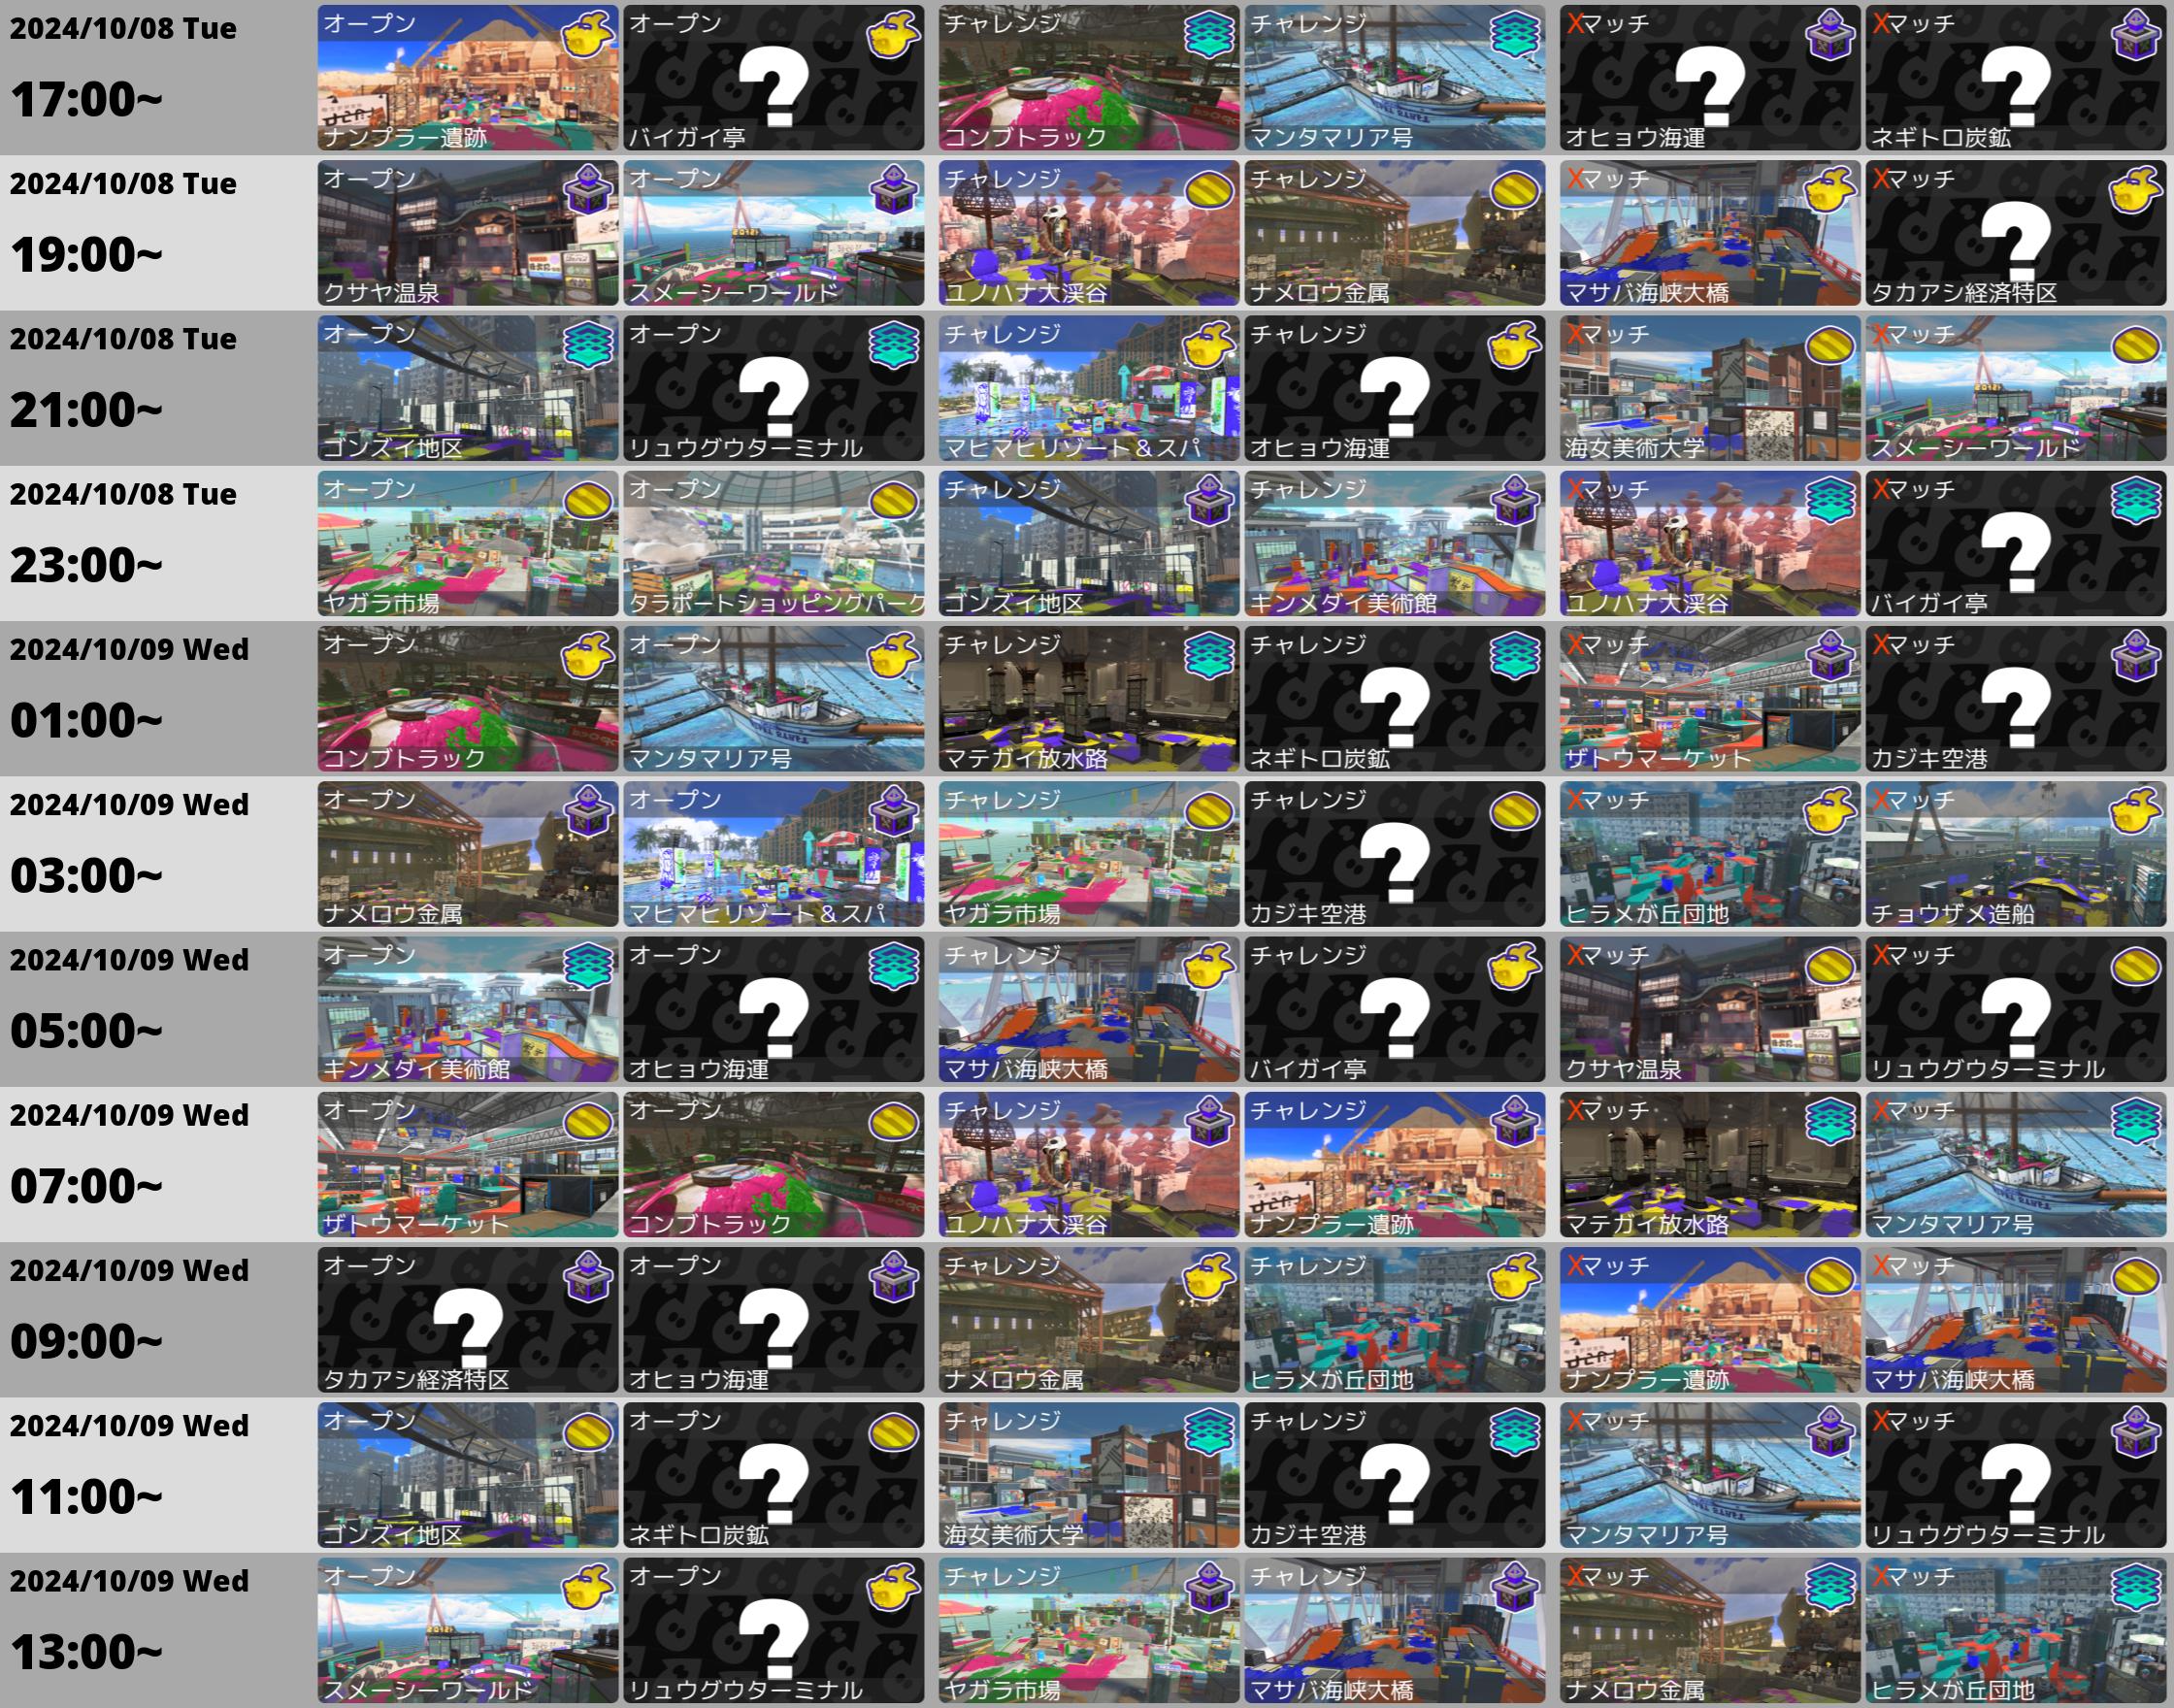 2024/10/08 Tue
17:00~
オープン
ナンプラー遺跡
オープン
バイガイ亭
チャレンジ
コンブトラック
チャレンジ
マンタマリア号
Xマッチ
オヒョウ海運
Xマッチ
ネギトロ炭鉱
2024/10/08 Tue
19:00~
オープン
クサヤ温泉
オープン
スメーシーワールド
チャレンジ
ユノハナ大渓谷
チャレンジ
ナメロウ金属
Xマッチ
マサバ海峡大橋
Xマッチ
タカアシ経済特区
2024/10/08 Tue
21:00~
オープン
ゴンズイ地区
オープン
リュウグウターミナル
チャレンジ
マヒマヒリゾート＆スパ
チャレンジ
オヒョウ海運
Xマッチ
海女美術大学
Xマッチ
スメーシーワールド
2024/10/08 Tue
23:00~
オープン
ヤガラ市場
オープン
タラポートショッピングパーク
チャレンジ
ゴンズイ地区
チャレンジ
キンメダイ美術館
Xマッチ
ユノハナ大渓谷
Xマッチ
バイガイ亭
2024/10/09 Wed
01:00~
オープン
コンブトラック
オープン
マンタマリア号
チャレンジ
マテガイ放水路
チャレンジ
ネギトロ炭鉱
Xマッチ
ザトウマーケット
Xマッチ
カジキ空港
2024/10/09 Wed
03:00~
オープン
ナメロウ金属
オープン
マヒマヒリゾート＆スパ
チャレンジ
ヤガラ市場
チャレンジ
カジキ空港
Xマッチ
ヒラメが丘団地
Xマッチ
チョウザメ造船
2024/10/09 Wed
05:00~
オープン
キンメダイ美術館
オープン
オヒョウ海運
チャレンジ
マサバ海峡大橋
チャレンジ
バイガイ亭
Xマッチ
クサヤ温泉
Xマッチ
リュウグウターミナル
2024/10/09 Wed
07:00~
オープン
ザトウマーケット
オープン
コンブトラック
チャレンジ
ユノハナ大渓谷
チャレンジ
ナンプラー遺跡
Xマッチ
マテガイ放水路
Xマッチ
マンタマリア号
2024/10/09 Wed
09:00~
オープン
タカアシ経済特区
オープン
オヒョウ海運
チャレンジ
ナメロウ金属
チャレンジ
ヒラメが丘団地
Xマッチ
ナンプラー遺跡
Xマッチ
マサバ海峡大橋
2024/10/09 Wed
11:00~
オープン
ゴンズイ地区
オープン
ネギトロ炭鉱
チャレンジ
海女美術大学
チャレンジ
カジキ空港
Xマッチ
マンタマリア号
Xマッチ
リュウグウターミナル
2024/10/09 Wed
13:00~
オープン
スメーシーワールド
オープン
リュウグウターミナル
チャレンジ
ヤガラ市場
チャレンジ
マサバ海峡大橋
Xマッチ
ナメロウ金属
Xマッチ
ヒラメが丘団地